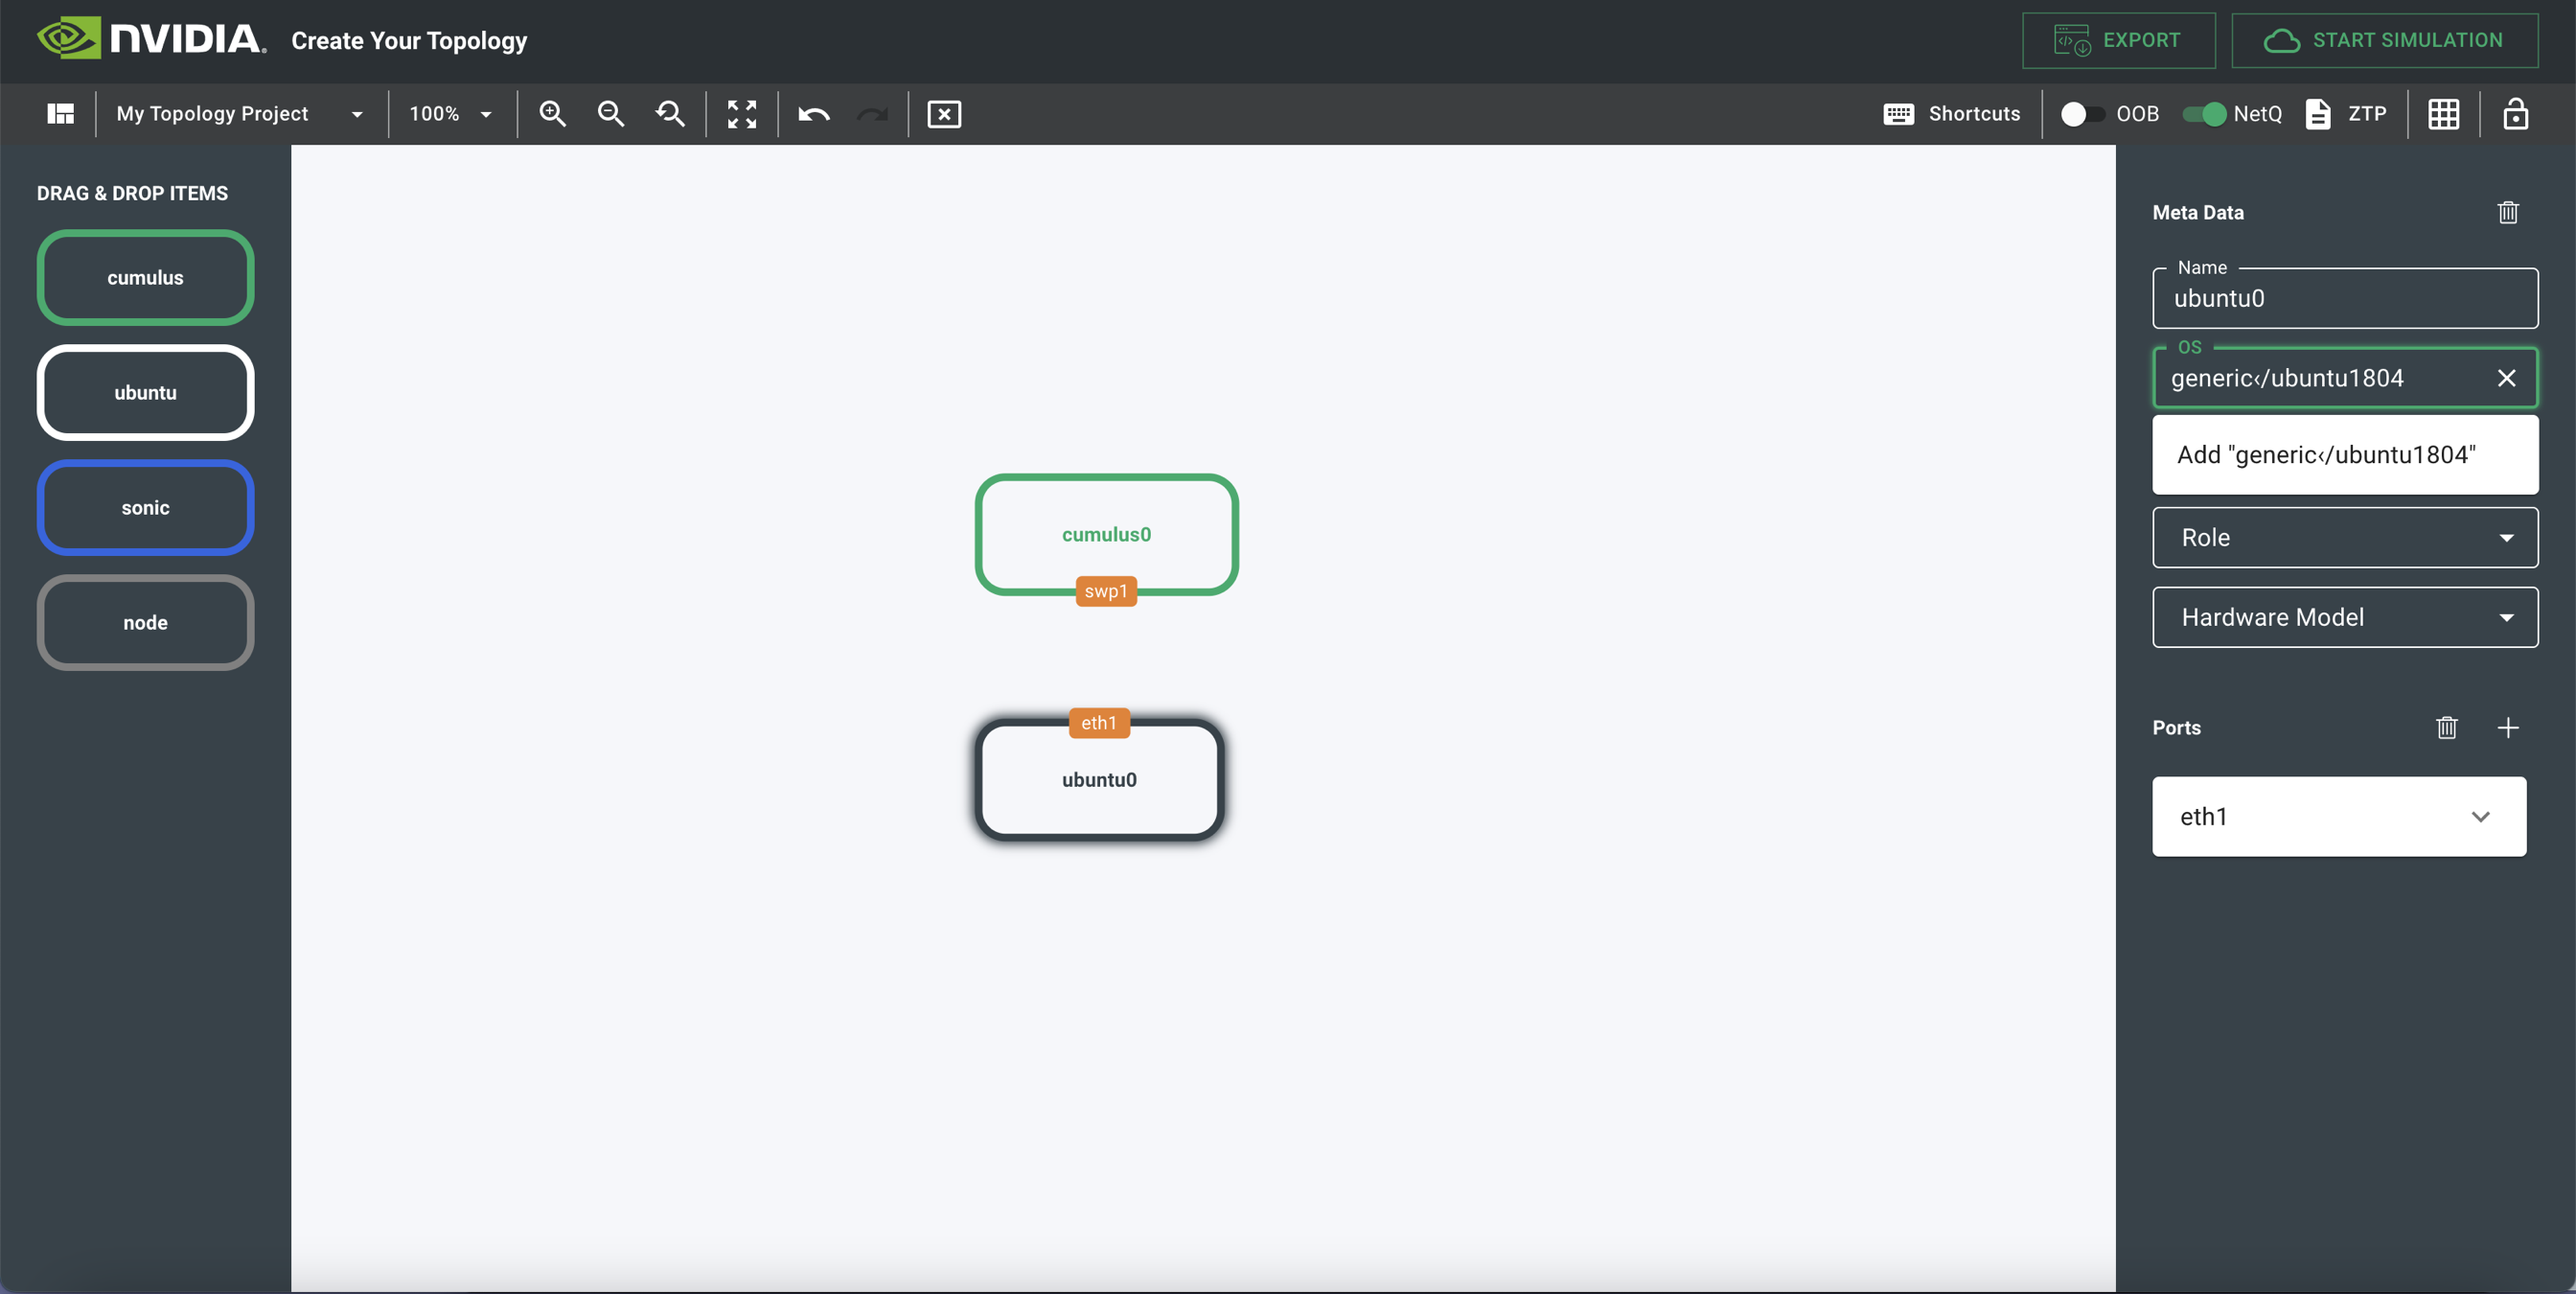 NVIDIA. Create Your Topology
EXPORT
START SIMULATION
My Topology Project
100%
Shortcuts
OOB
NetQ
ZTP
DRAG & DROP ITEMS
cumulus
ubuntu
sonic
node
cumulus0
swp1
eth1
ubuntu0
Meta Data
Name
ubuntu0
OS
generic‹/ubuntu1804
Add "generic‹/ubuntu1804"
Role
Hardware Model
Ports
eth1